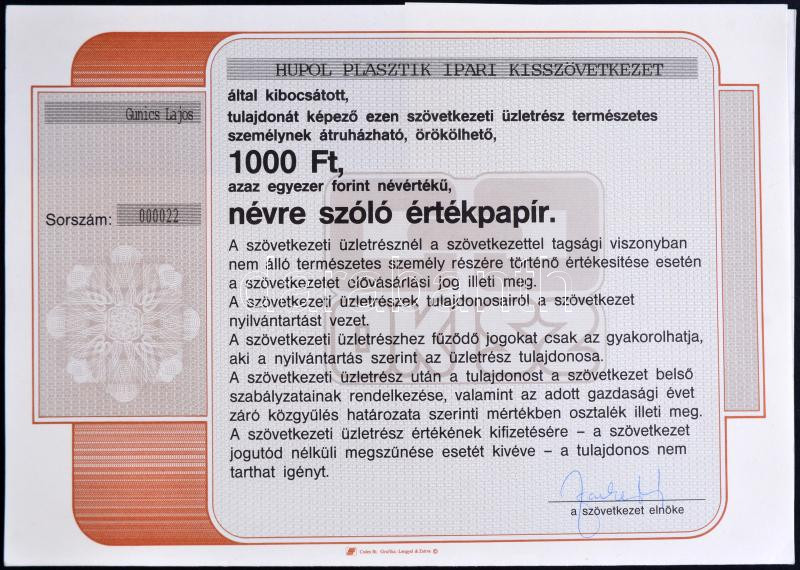 HUPOL PLASZTIK IPARI KISSZÖVETKEZET
Gunics Lajos
által kibocsátott,
tulajdonát képező ezen szövetkezeti üzletrész természetes
személynek átruházható, örökölhető,
1000 Ft,
azaz egyezer forint névértékű,
Sorszám: 000022
névre szóló értékpapír.
A szövetkezeti üzletrésznél a szövetkezettel tagsági viszonyban
nem álló természetes személy részére történő értékesítése esetén
a szövetkezetet elővásárlási jog illeti meg.
A szövetkezeti üzletrészek tulajdonosairól a szövetkezet
nyilvántartást vezet.
A szövetkezeti üzletrészhez fűződő jogokat csak az gyakorolhatja,
aki a nyilvántartás szerint az üzletrész tulajdonosa.
A szövetkezeti üzletrész után a tulajdonost a szövetkezet belső
szabályzatainak rendelkezése, valamint az adott gazdasági évet
záró közgyűlés határozata szerinti mértékben osztalék illeti meg.
A szövetkezeti üzletrész értékének kifizetésére – a szövetkezet
jogutód nélküli megszűnése esetét kivéve – a tulajdonos nem
tarthat igényt.
a szövetkezet elnöke
OKISZ